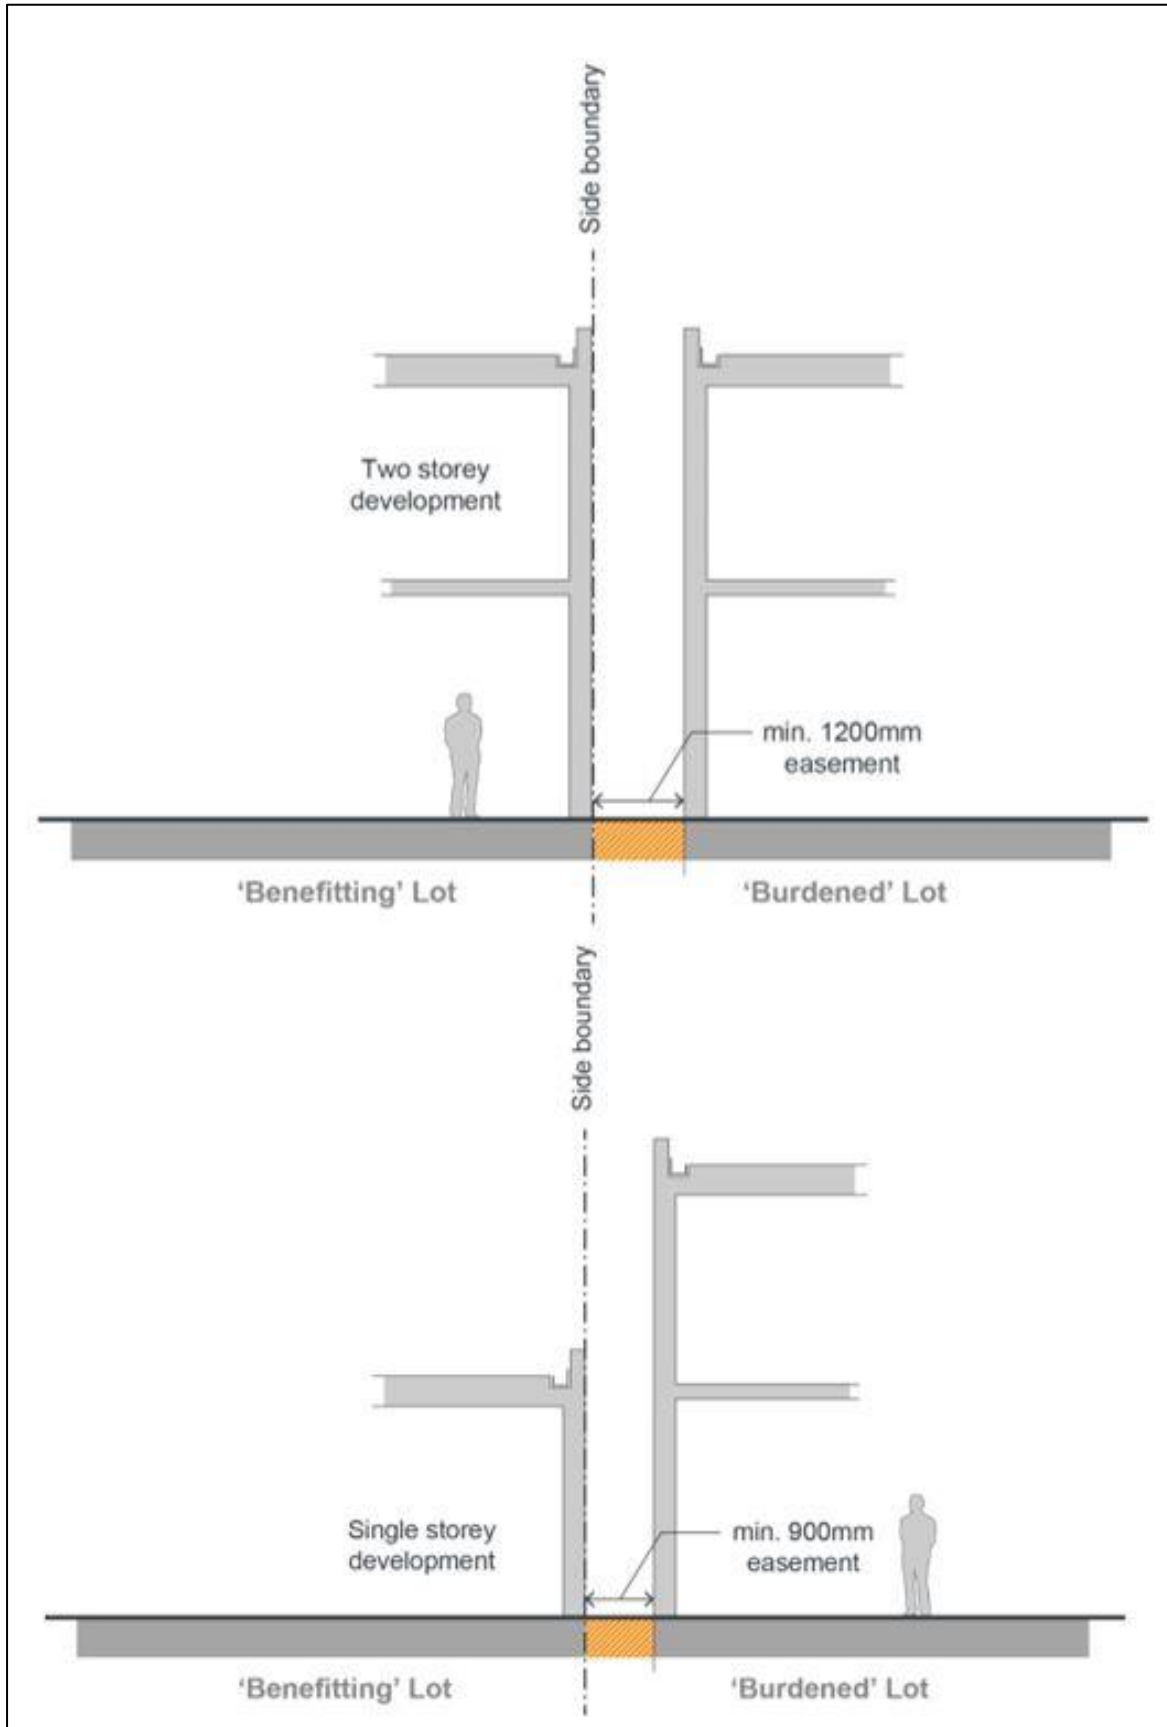 Side boundary
Two storey
development
min. 1200mm
easement
'Benefitting' Lot
'Burdened' Lot
Side boundary
Single storey
development
min. 900mm
easement
'Benefitting' Lot
'Burdened' Lot